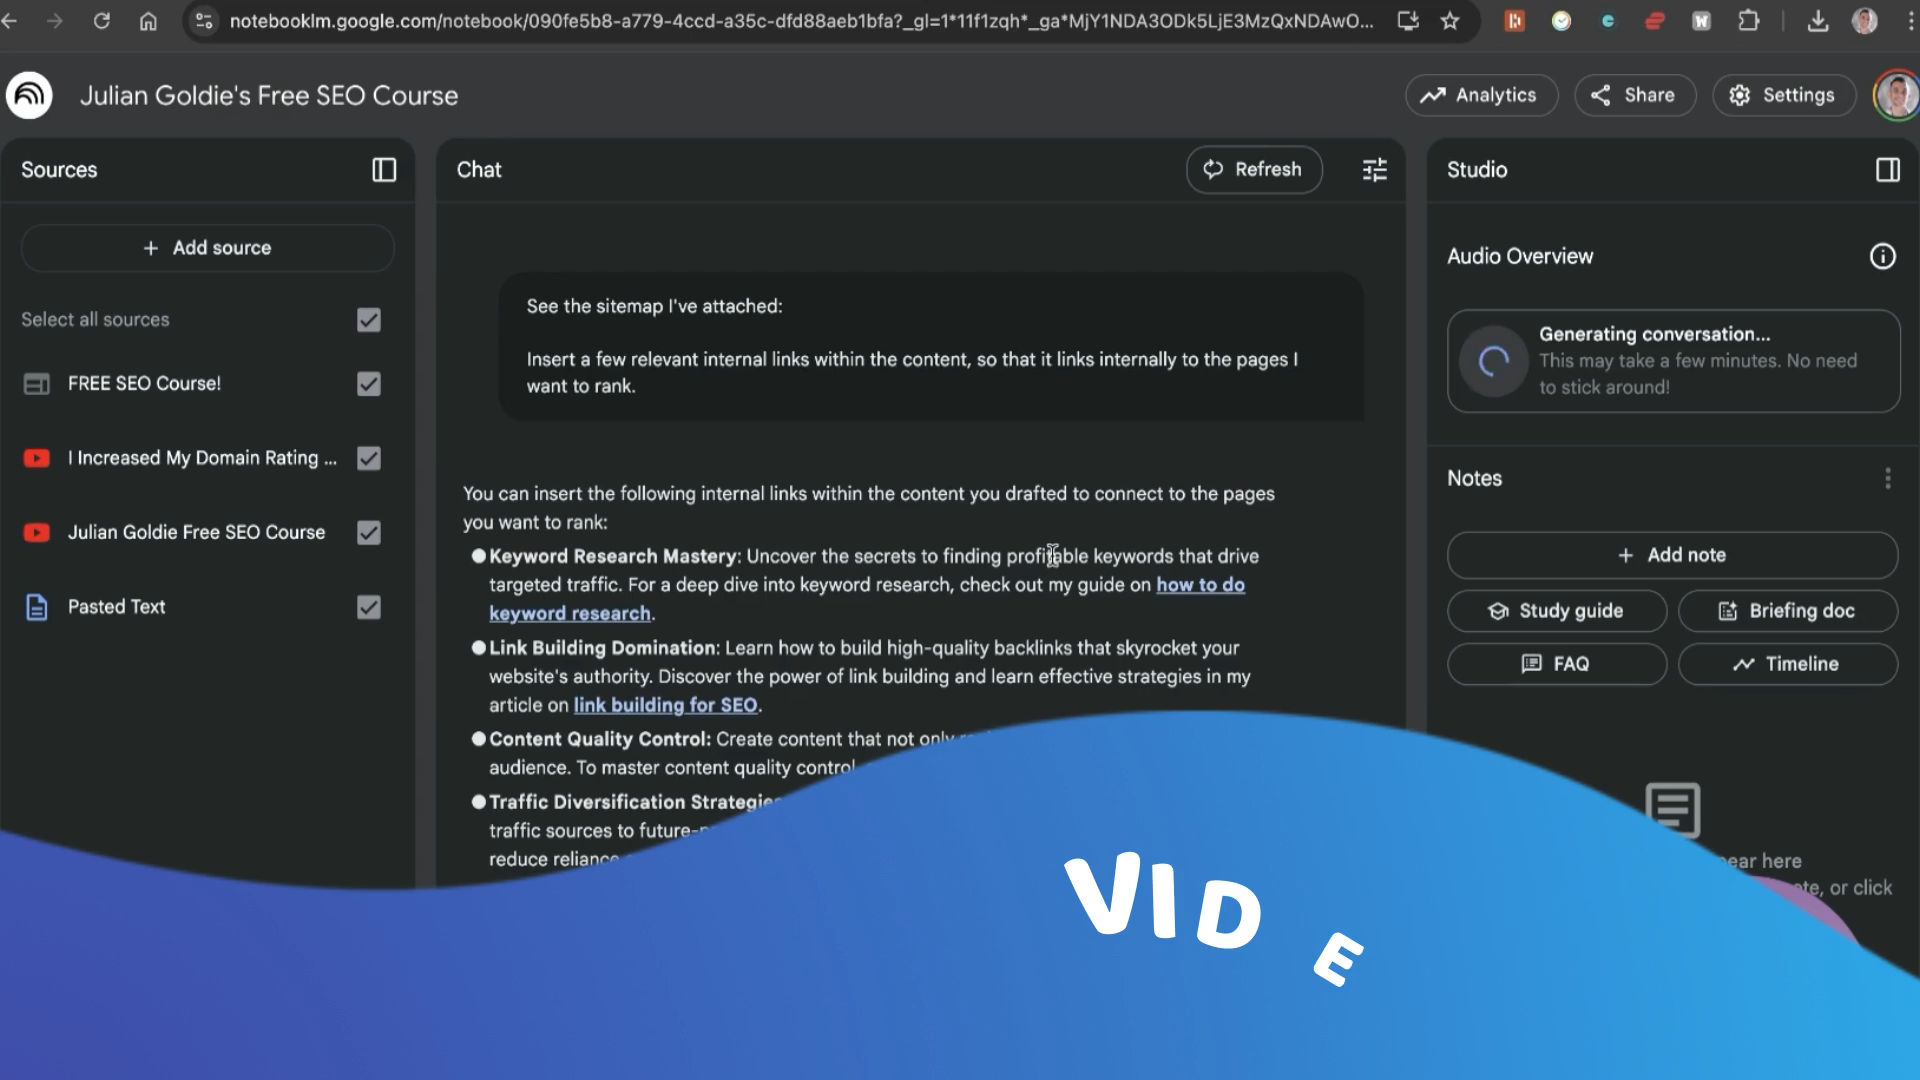 notebooklm.google.com/notebook/090fe5b8-a779-4ccd-a35c-dfd88aeb1bfa?_gl=1*11f1zqh*_ga*MjY1NDA3ODk5LjE3MzQxNDAwO...
Julian Goldie's Free SEO Course
Analytics
Share
Settings
Sources
Add source
Select all sources
FREE SEO Course!
I Increased My Domain Rating ...
Julian Goldie Free SEO Course
Pasted Text
Chat
Refresh
See the sitemap I've attached:
Insert a few relevant internal links within the content, so that it links internally to the pages I
want to rank.
You can insert the following internal links within the content you drafted to connect to the pages
you want to rank:
Keyword Research Mastery: Uncover the secrets to finding profitable keywords that drive
targeted traffic. For a deep dive into keyword research, check out my guide on how to do
keyword research.
Link Building Domination: Learn how to build high-quality backlinks that skyrocket your
website's authority. Discover the power of link building and learn effective strategies in my
article on link building for SEO.
Content Quality Control: Create content that not only
audience. To master content quality control
Traffic Diversification Strategies
traffic sources to future-
reduce reliance
Studio
Audio Overview
Generating conversation...
This may take a few minutes. No need
to stick around!
Notes
Add note
Study guide
Briefing doc
FAQ
Timeline
here
or click
VIDE